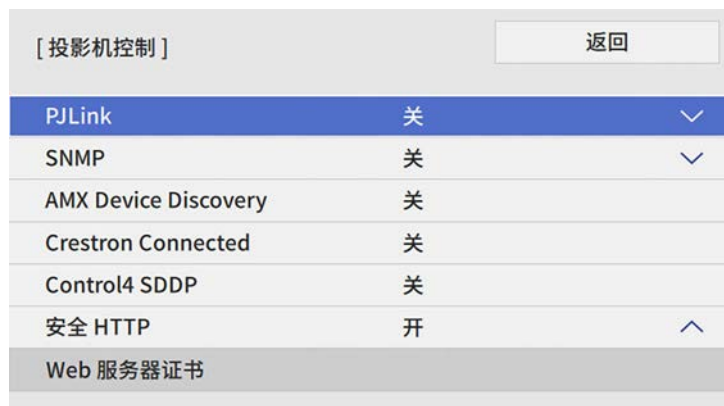 [ 投影机控制 ] 返回
PJLink 关
SNMP 关
AMX Device Discovery 关
Crestron Connected 关
Control4 SDDP 关
安全 HTTP 开
Web 服务器证书